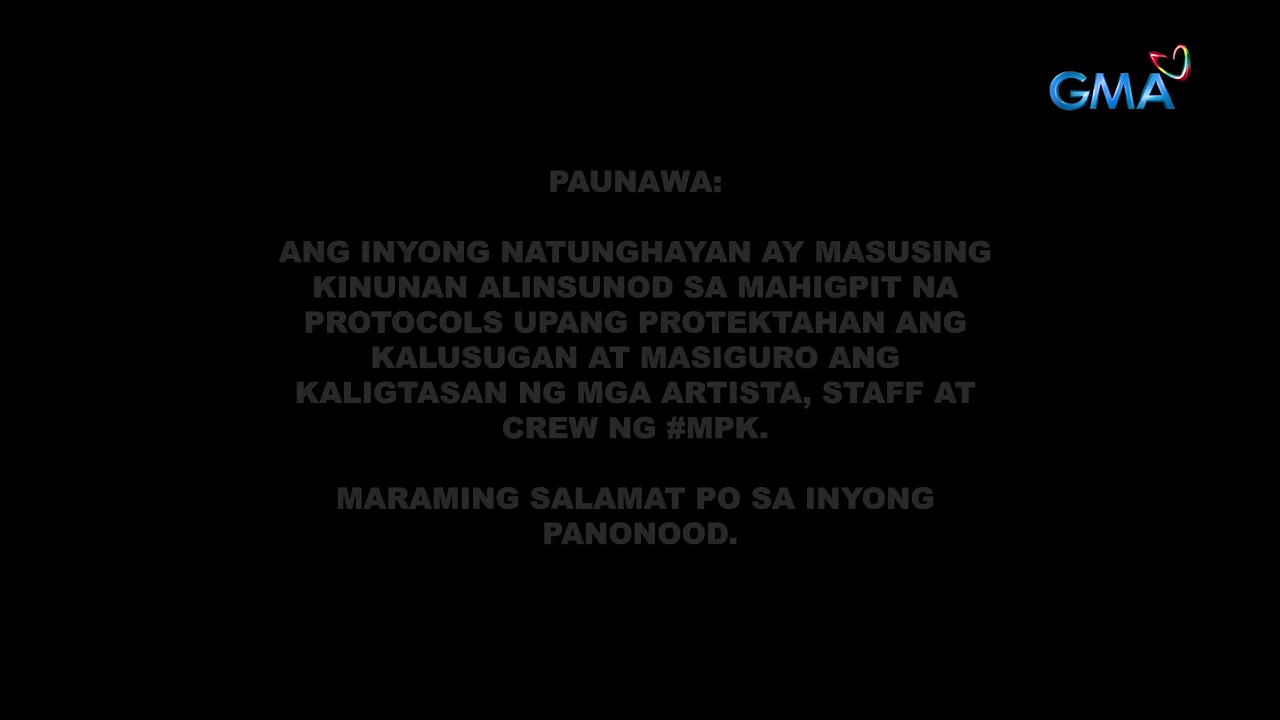 GMA
PAUNAWA:
ANG INYONG NATUNGHAYAN AY MASUSING
KINUNAN ALINSUNOD SA MAHIGPIT NA
PROTOCOLS UPANG PROTEKTAHAN ANG
KALUSUGAN AT MASIGURO ANG
KALIGTASAN NG MGA ARTISTA, STAFF AT
CREW NG #MPK.
MARAMING SALAMAT PO SA INYONG
PANONOOD.